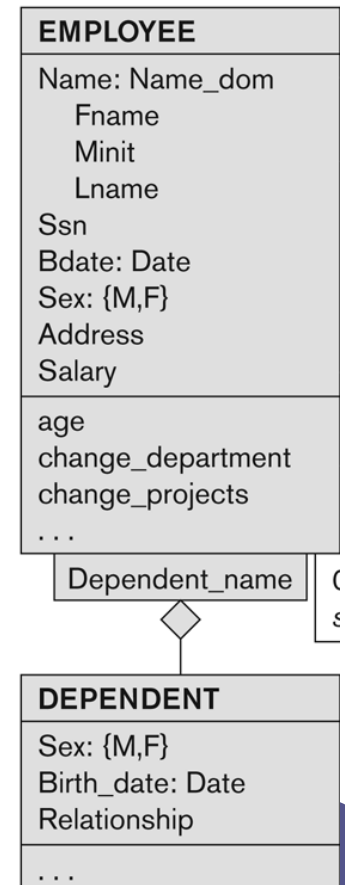 EMPLOYEE
Name: Name_dom
Fname
Minit
Lname
Ssn
Bdate: Date
Sex: {M,F}
Address
Salary
age
change_department
change_projects
. . .
Dependent_name
DEPENDENT
Sex: {M,F}
Birth_date: Date
Relationship
. . .